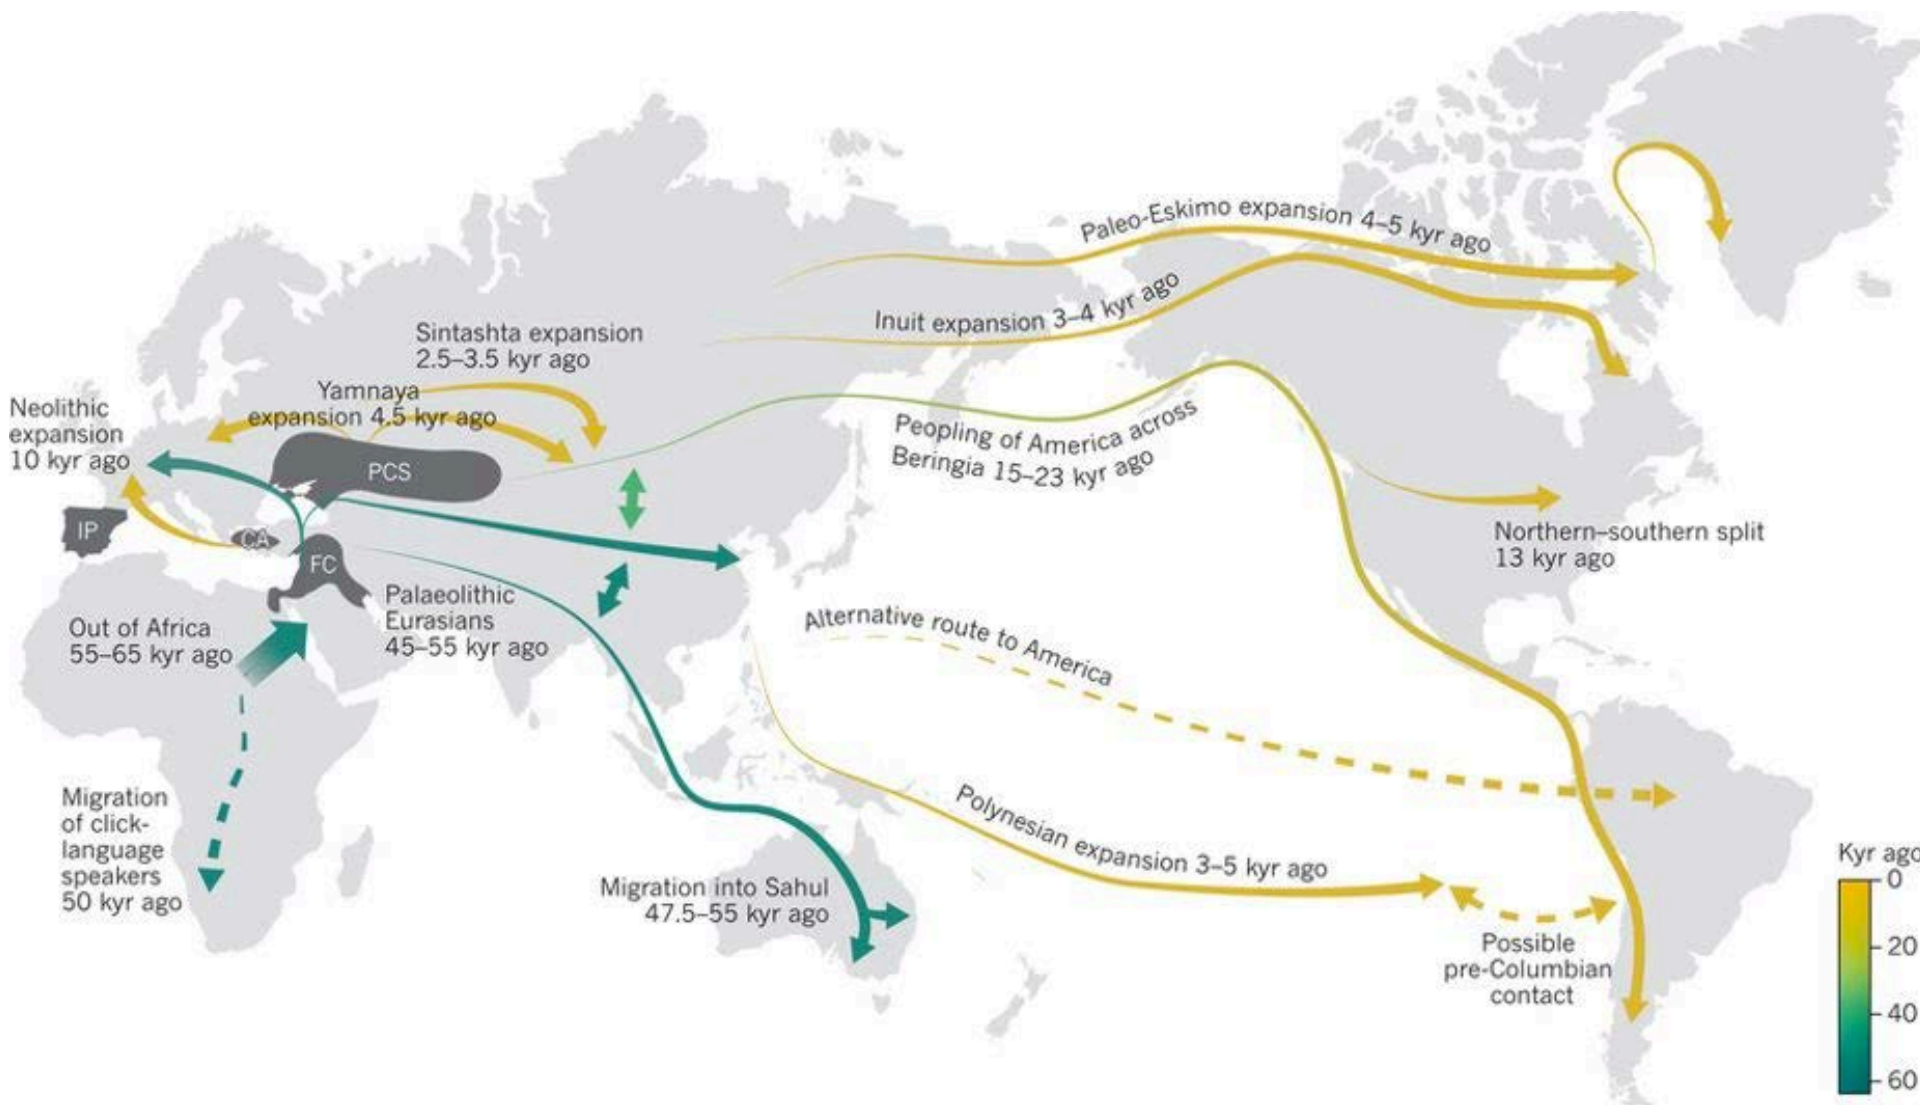 Paleo-Eskimo expansion 4–5 kyr ago
Inuit expansion 3–4 kyr ago
Sintashta expansion
2.5–3.5 kyr ago
Yamnaya
expansion 4.5 kyr ago
Neolithic
expansion
10 kyr ago
PCS
IP
CA
FC
Peopling of America across
Beringia 15–23 kyr ago
Northern–southern split
13 kyr ago
Palaeolithic
Eurasians
45–55 kyr ago
Out of Africa
55–65 kyr ago
Alternative route to America
Migration
of click-
language
speakers
50 kyr ago
Polynesian expansion 3–5 kyr ago
Migration into Sahul
47.5–55 kyr ago
Possible
pre-Columbian
contact
Kyr ago
0
20
40
60